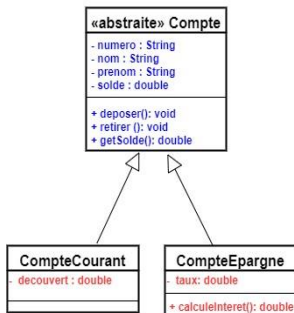 «abstraite» Compte
- numero : String
- nom : String
- prenom : String
- solde : double
+ deposer(): void
+ retirer (): void
+ getSolde(): double
CompteCourant
- decouvert : double
CompteEpargne
- taux: double
+ calculeInteret(): double